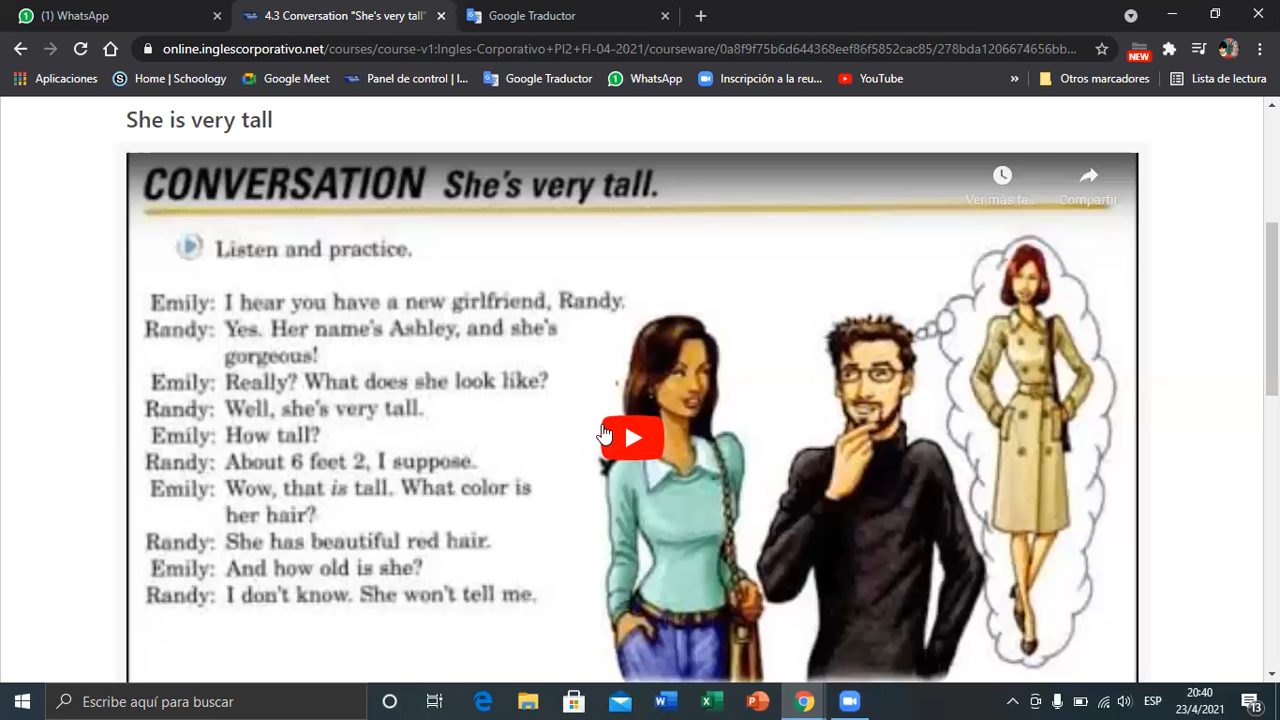 (1) WhatsApp
4.3 Conversation "She's very tall"
Google Traductor
online.inglescorporativo.net/courses/course-v1:Ingles-Corporativo+PI2+FI-04-2021/courseware/0a8f9f75b6d644368eef86fs852cac85/278bda1206674656bb...
NEW
Aplicaciones
Home | Schoology
Google Meet
Panel de control | I...
Google Traductor
WhatsApp
Inscripción a la reu...
YouTube
»
Otros marcadores
Lista de lectura
She is very tall
CONVERSATION She's very tall.
Ver más ta...
Compartir
Listen and practice.
Emily: I hear you have a new girlfriend, Randy.
Randy: Yes. Her name's Ashley, and she's
gorgeous!
Emily: Really? What does she look like?
Randy: Well, she's very tall.
Emily: How tall?
Randy: About 6 feet 2, I suppose.
Emily: Wow, that is tall. What color is
her hair?
Randy: She has beautiful red hair.
Emily: And how old is she?
Randy: I don't know. She won't tell me.
Escribe aquí para buscar
ESP
20:40
23/4/2021
13